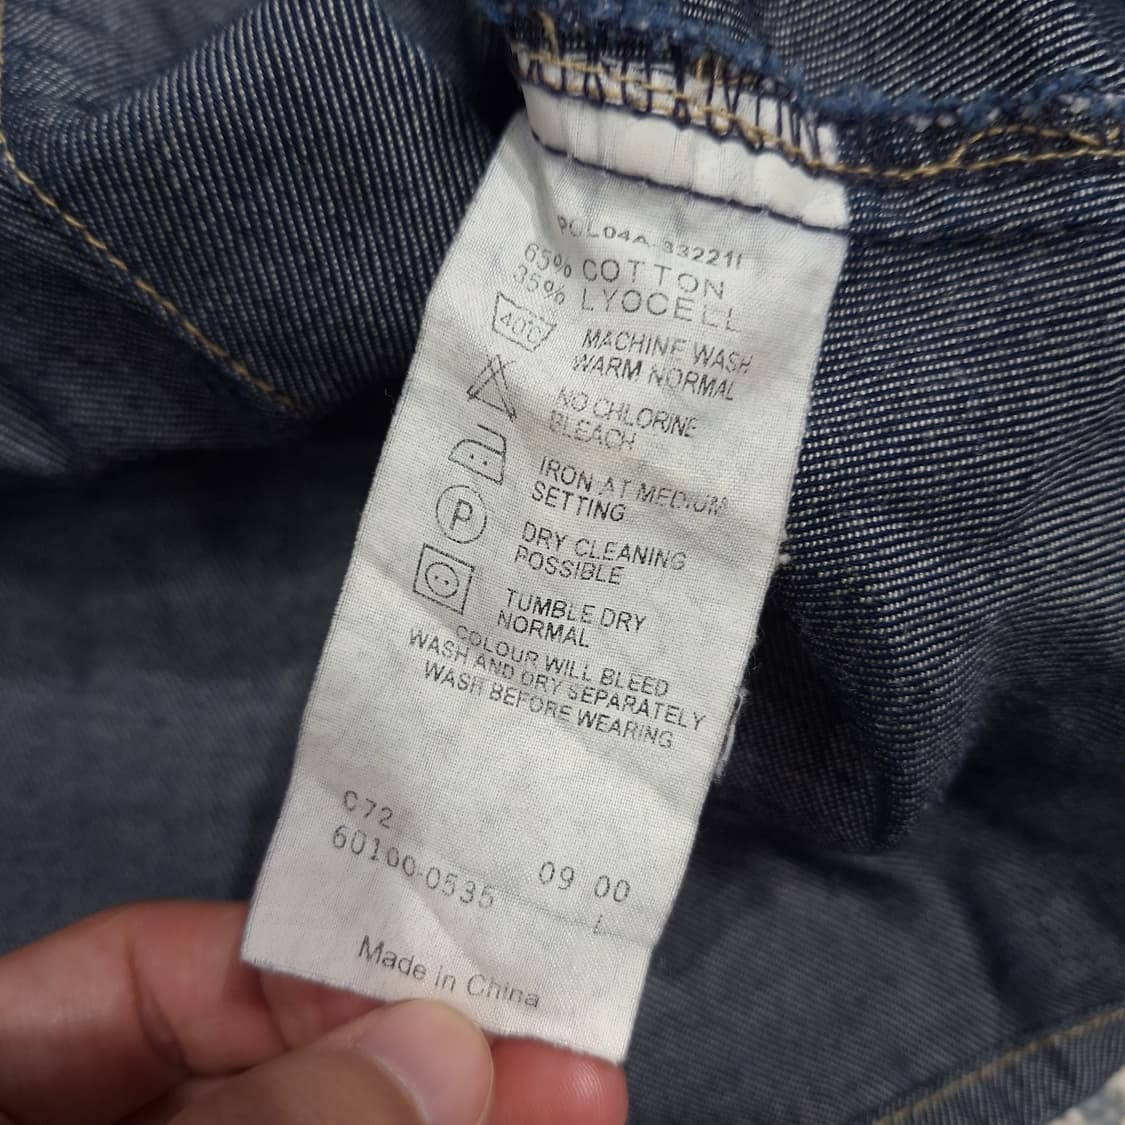 65% COTTON
35% LYOCELL
40C
MACHINE WASH
WARM NORMAL
NO CHLORINE
BLEACH
IRON AT MEDIUM
SETTING
P
DRY CLEANING
POSSIBLE
TUMBLE DRY
NORMAL
COLOUR WILL BLEED
WASH AND DRY SEPARATELY
WASH BEFORE WEARING
C72
60100-0535
09 00
L
Made in China